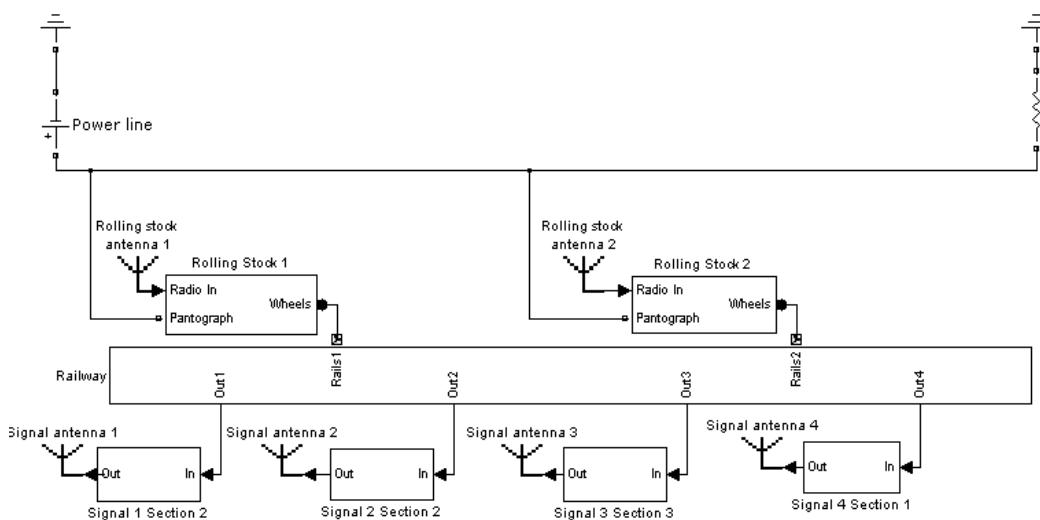 +
Power line
Rolling stock
antenna 1
Rolling stock
antenna 2
Rolling Stock 1
Rolling Stock 2
Radio In
Wheels
Pantograph
Radio In
Wheels
Pantograph
Railway
Out1
Rails1
Out2
Out3
Rails2
Out4
Signal antenna 1
Signal antenna 2
Signal antenna 3
Signal antenna 4
Out In
Out In
Out In
Out In
Signal 1 Section 2
Signal 2 Section 2
Signal 3 Section 3
Signal 4 Section 1